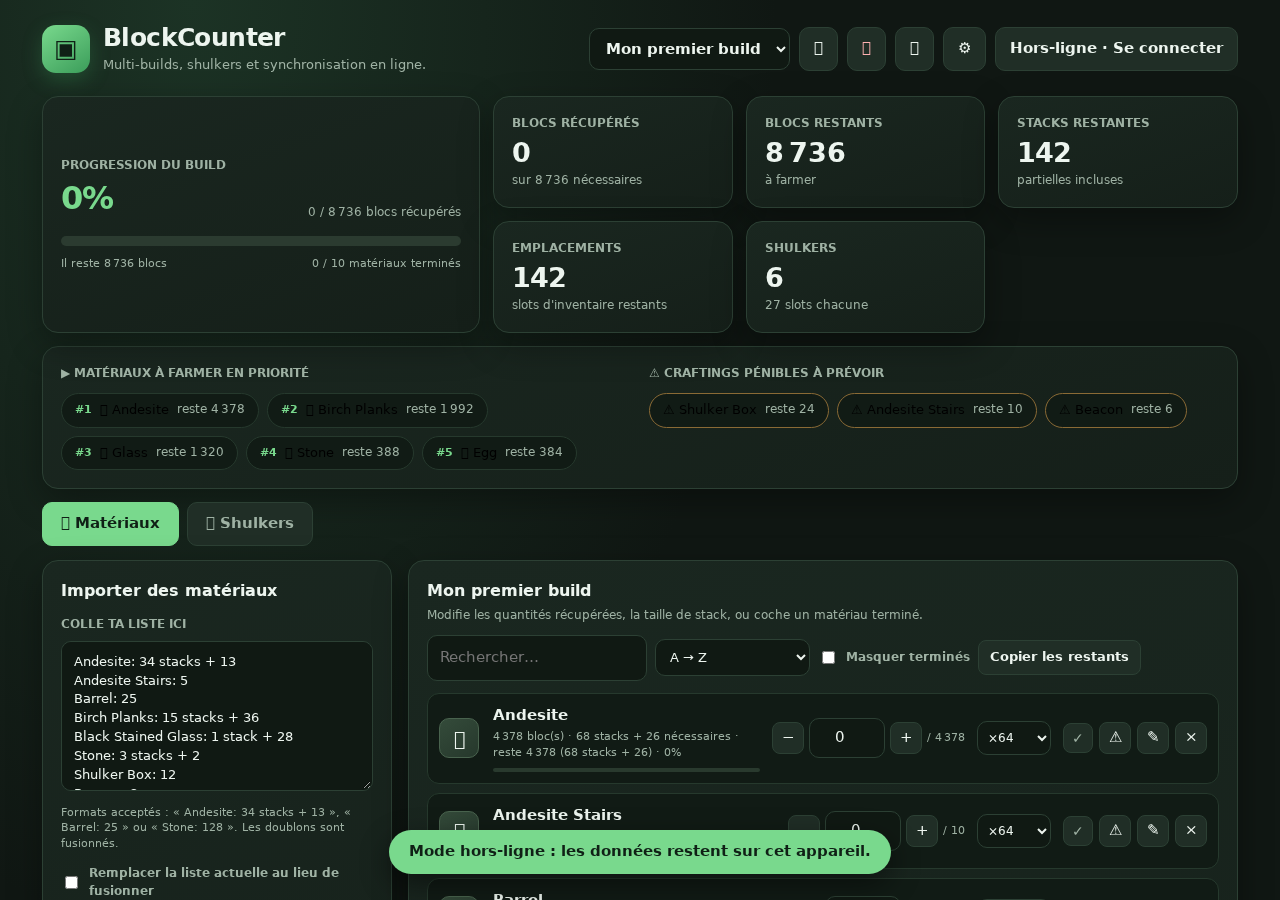 BlockCounter
Multi-builds, shulkers et synchronisation en ligne.
Mon premier build
Hors-ligne · Se connecter
PROGRESSION DU BUILD
0%
0 / 8 736 blocs récupérés
Il reste 8 736 blocs
0 / 10 matériaux terminés
BLOCS RÉCUPÉRÉS
0
sur 8 736 nécessaires
BLOCS RESTANTS
8 736
à farmer
STACKS RESTANTES
142
partielles incluses
EMPLACEMENTS
142
slots d'inventaire restants
SHULKERS
6
27 slots chacune
▶ MATÉRIAUX À FARMER EN PRIORITÉ
#1 Andesite reste 4 378
#2 Birch Planks reste 1 992
#3 Glass reste 1 320
#4 Stone reste 388
#5 Egg reste 384
⚠ CRAFTINGS PÉNIBLES À PRÉVOIR
⚠ Shulker Box reste 24
⚠ Andesite Stairs reste 10
⚠ Beacon reste 6
Matériaux
Shulkers
Importer des matériaux
COLLE TA LISTE ICI
Andesite: 34 stacks + 13
Andesite Stairs: 5
Barrel: 25
Birch Planks: 15 stacks + 36
Black Stained Glass: 1 stack + 28
Stone: 3 stacks + 2
Shulker Box: 12
Formats acceptés : « Andesite: 34 stacks + 13 », «
Barrel: 25 » ou « Stone: 128 ». Les doublons sont
fusionnés.
Remplacer la liste actuelle au lieu de
fusionner
Mon premier build
Modifie les quantités récupérées, la taille de stack, ou coche un matériau terminé.
Rechercher...
A → Z
Masquer terminés
Copier les restants
Andesite
4 378 bloc(s) · 68 stacks + 26 nécessaires ·
reste 4 378 (68 stacks + 26) · 0%
− 0 + / 4 378 ×64 ✓ ⚠ ✎ ×
Andesite Stairs
0 + / 10 ×64 ✓ ⚠ ✎ ×
Mode hors-ligne : les données restent sur cet appareil.
Barrel